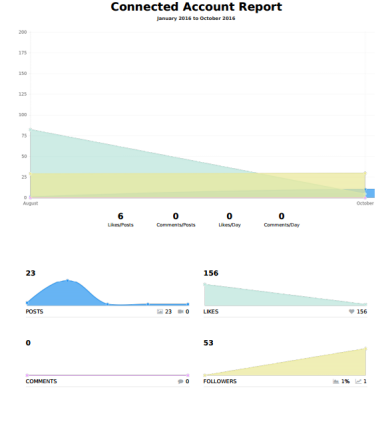 Connected Account Report
January 2016 to October 2016
200
175
150
125
100
75
50
25
0
August
October
6
Likes/Posts
0
Comments/Posts
0
Likes/Day
0
Comments/Day
23
POSTS
23
0
156
LIKES
156
0
COMMENTS
0
53
FOLLOWERS
1%
1